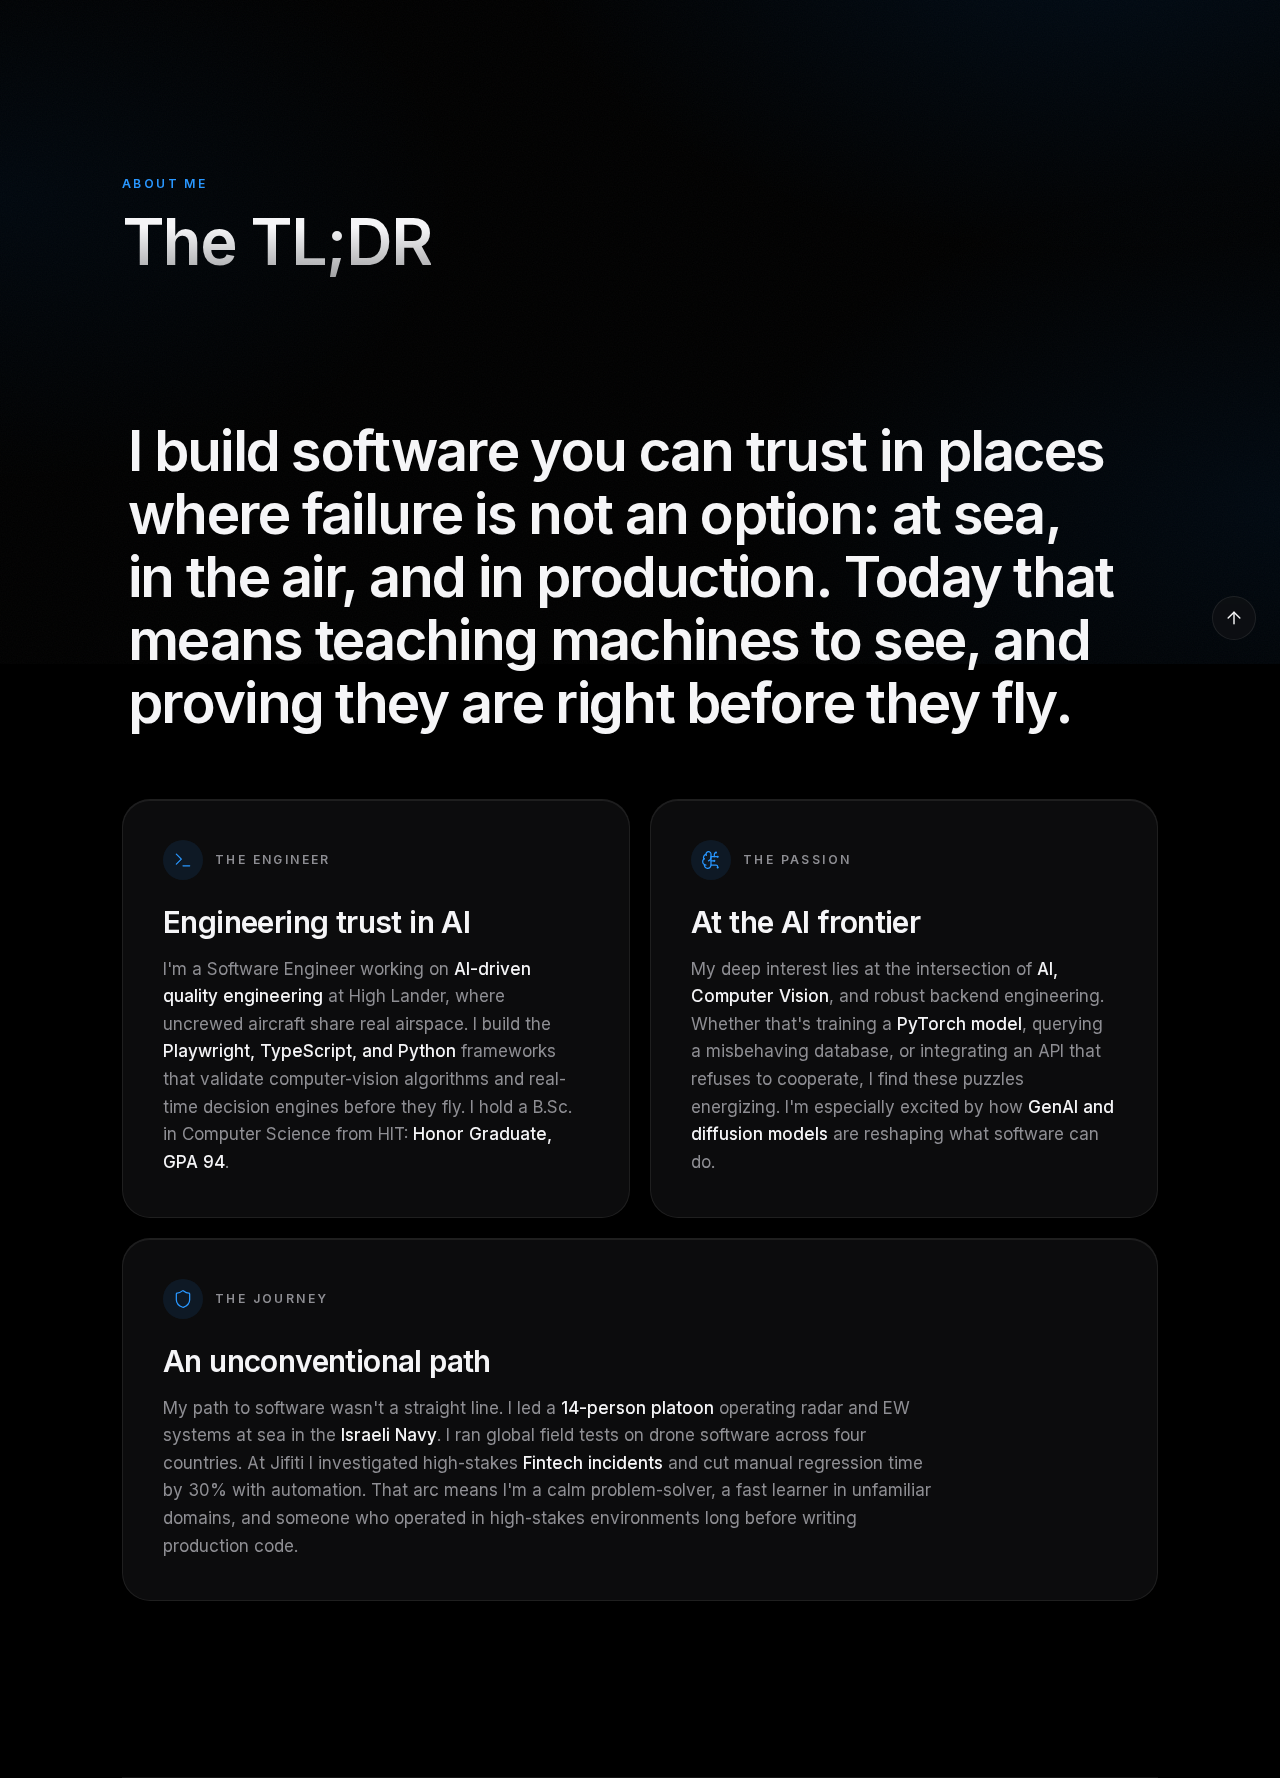 ABOUT ME
The TL;DR
I build software you can trust in places
where failure is not an option: at sea,
in the air, and in production. Today that
means teaching machines to see, and
proving they are right before they fly.
THE ENGINEER
Engineering trust in AI
I'm a Software Engineer working on AI-driven
quality engineering at High Lander, where
uncrewed aircraft share real airspace. I build the
Playwright, TypeScript, and Python frameworks
that validate computer-vision algorithms and real-
time decision engines before they fly. I hold a B.Sc.
in Computer Science from HIT: Honor Graduate,
GPA 94.
THE PASSION
At the AI frontier
My deep interest lies at the intersection of AI,
Computer Vision, and robust backend engineering.
Whether that's training a PyTorch model, querying
a misbehaving database, or integrating an API that
refuses to cooperate, I find these puzzles
energizing. I'm especially excited by how GenAI and
diffusion models are reshaping what software can
do.
THE JOURNEY
An unconventional path
My path to software wasn't a straight line. I led a 14-person platoon operating radar and EW
systems at sea in the Israeli Navy. I ran global field tests on drone software across four
countries. At Jifiti I investigated high-stakes Fintech incidents and cut manual regression time
by 30% with automation. That arc means I'm a calm problem-solver, a fast learner in unfamiliar
domains, and someone who operated in high-stakes environments long before writing
production code.